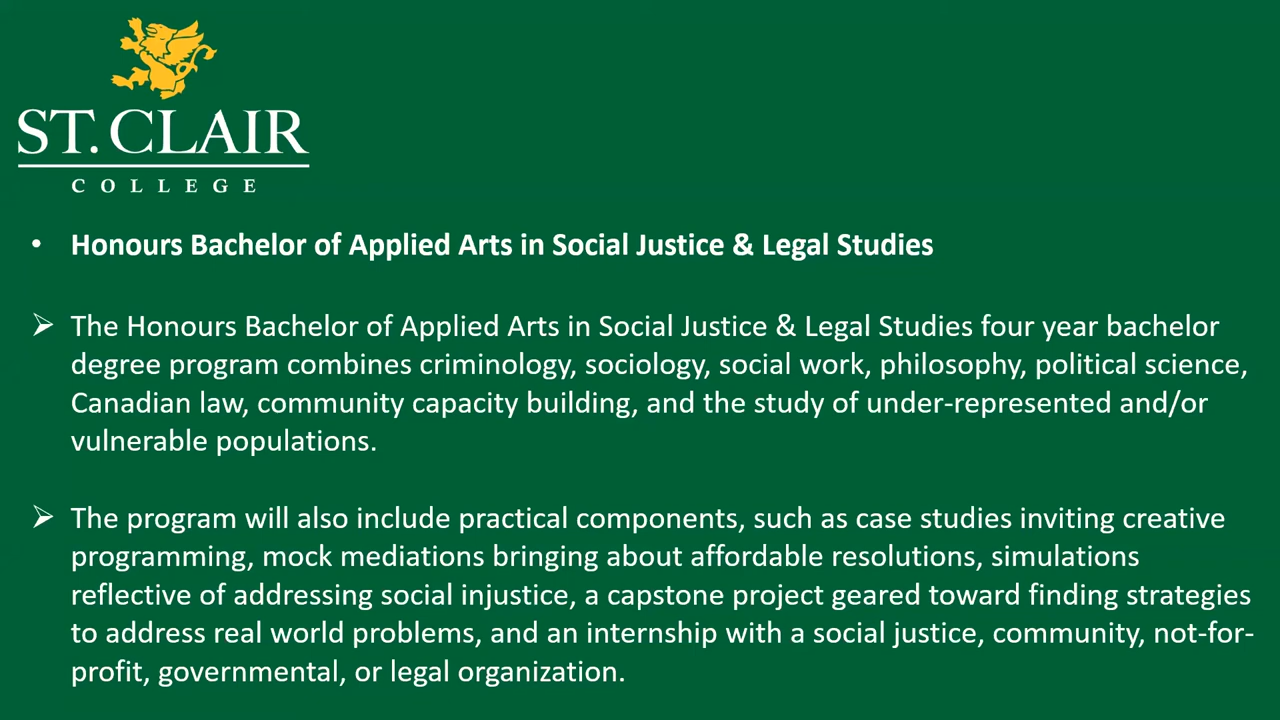 ST. CLAIR
COLLEGE
• Honours Bachelor of Applied Arts in Social Justice & Legal Studies
➢ The Honours Bachelor of Applied Arts in Social Justice & Legal Studies four year bachelor
degree program combines criminology, sociology, social work, philosophy, political science,
Canadian law, community capacity building, and the study of under-represented and/or
vulnerable populations.
➢ The program will also include practical components, such as case studies inviting creative
programming, mock mediations bringing about affordable resolutions, simulations
reflective of addressing social injustice, a capstone project geared toward finding strategies
to address real world problems, and an internship with a social justice, community, not-for-
profit, governmental, or legal organization.